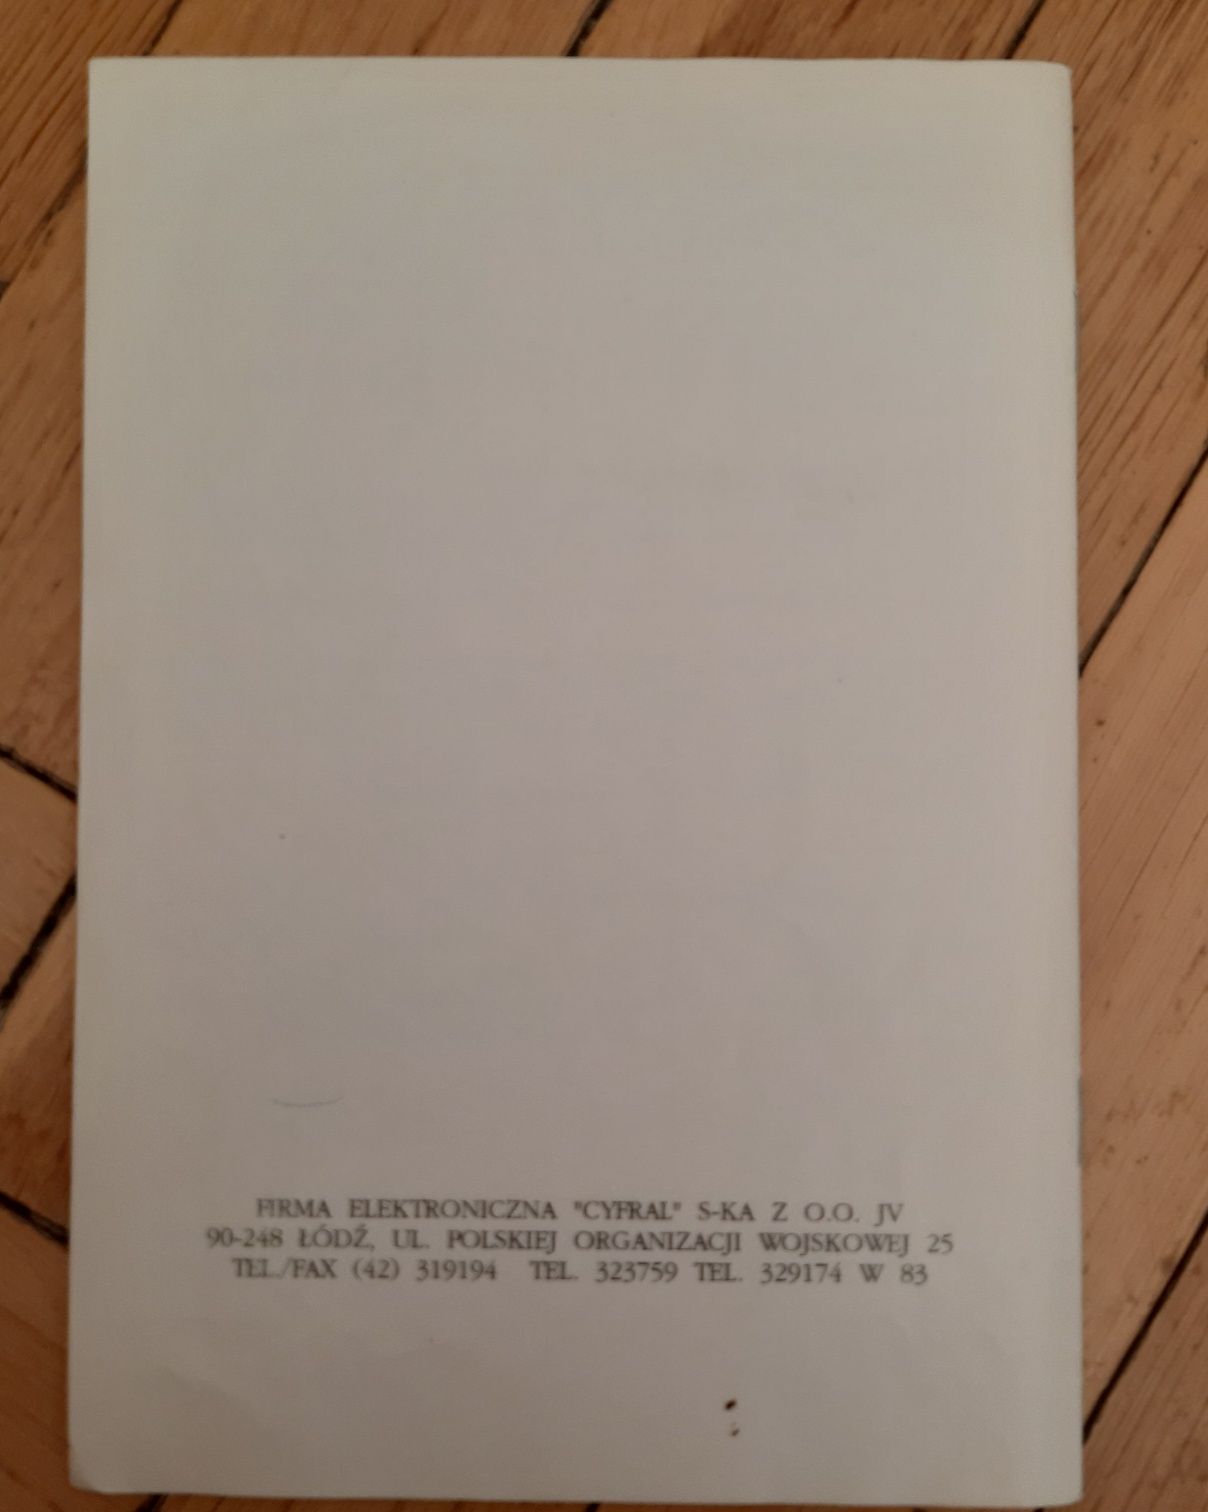 FIRMA ELEKTRONICZNA "CYFRAL" S-KA Z O.O. JV
90-248 ŁÓDŹ, UL. POLSKIEJ ORGANIZACJI WOJSKOWEJ 25
TEL./FAX (42) 319194 TEL. 323759 TEL. 329174 W 83